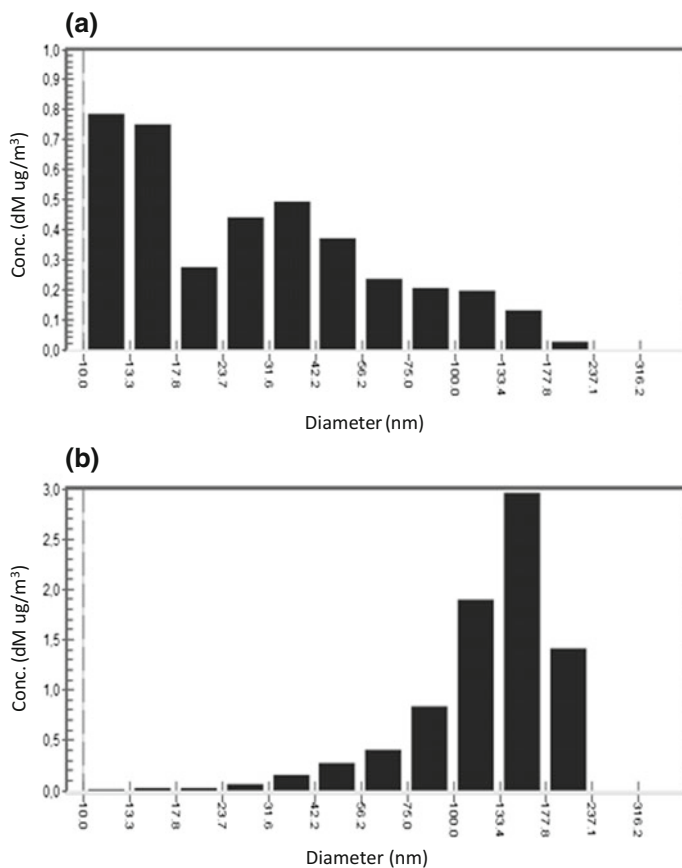 (a)
Conc. (dM ug/m³)
1,0
0,9
0,8
0,7
0,6
0,5
0,4
0,3
0,2
0,1
0,0
10.0 13.3 17.8 23.7 31.6 42.2 56.2 75.0 100.0 133.4 177.8 237.1 316.2
Diameter (nm)
(b)
Conc. (dM ug/m³)
3,0
2,5
2,0
1,5
1,0
0,5
0,0
10.0 13.3 17.8 23.7 31.6 42.2 56.2 75.0 100.0 133.4 177.8 237.1 316.2
Diameter (nm)